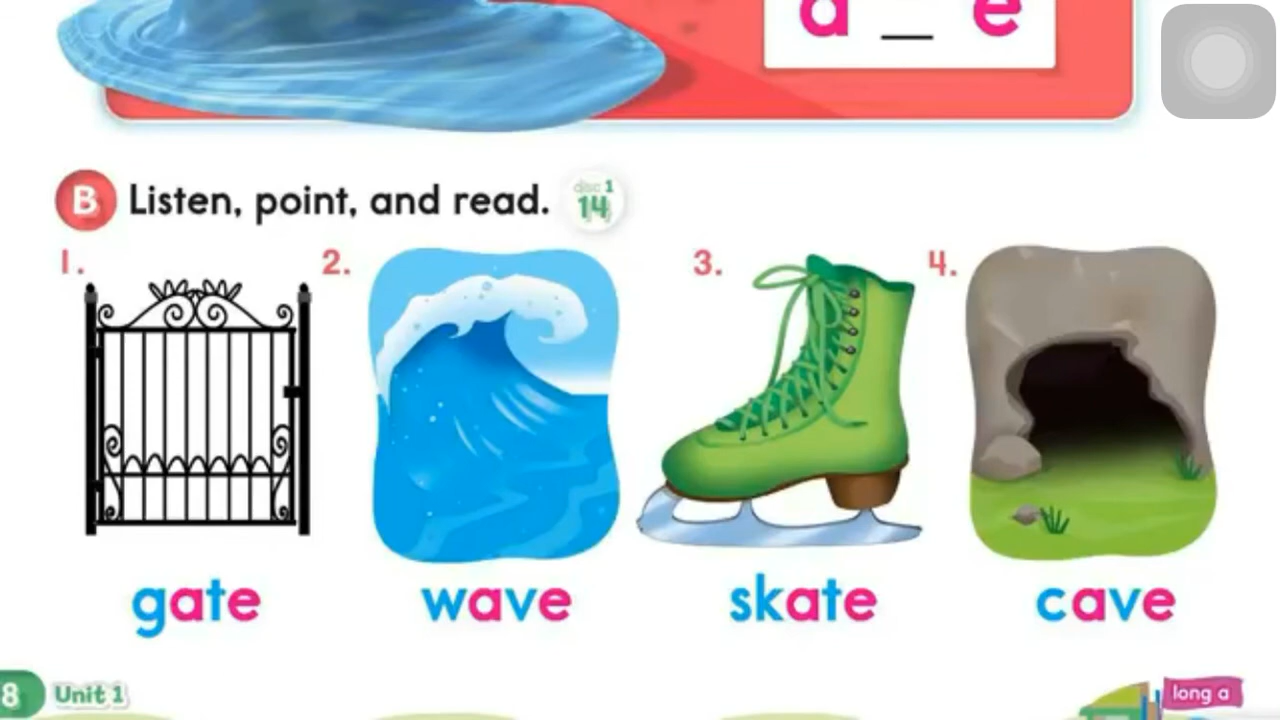 a _ e
B Listen, point, and read. disc 1 14
1. 2. 3. 4.
gate wave skate cave
8 Unit 1 long a